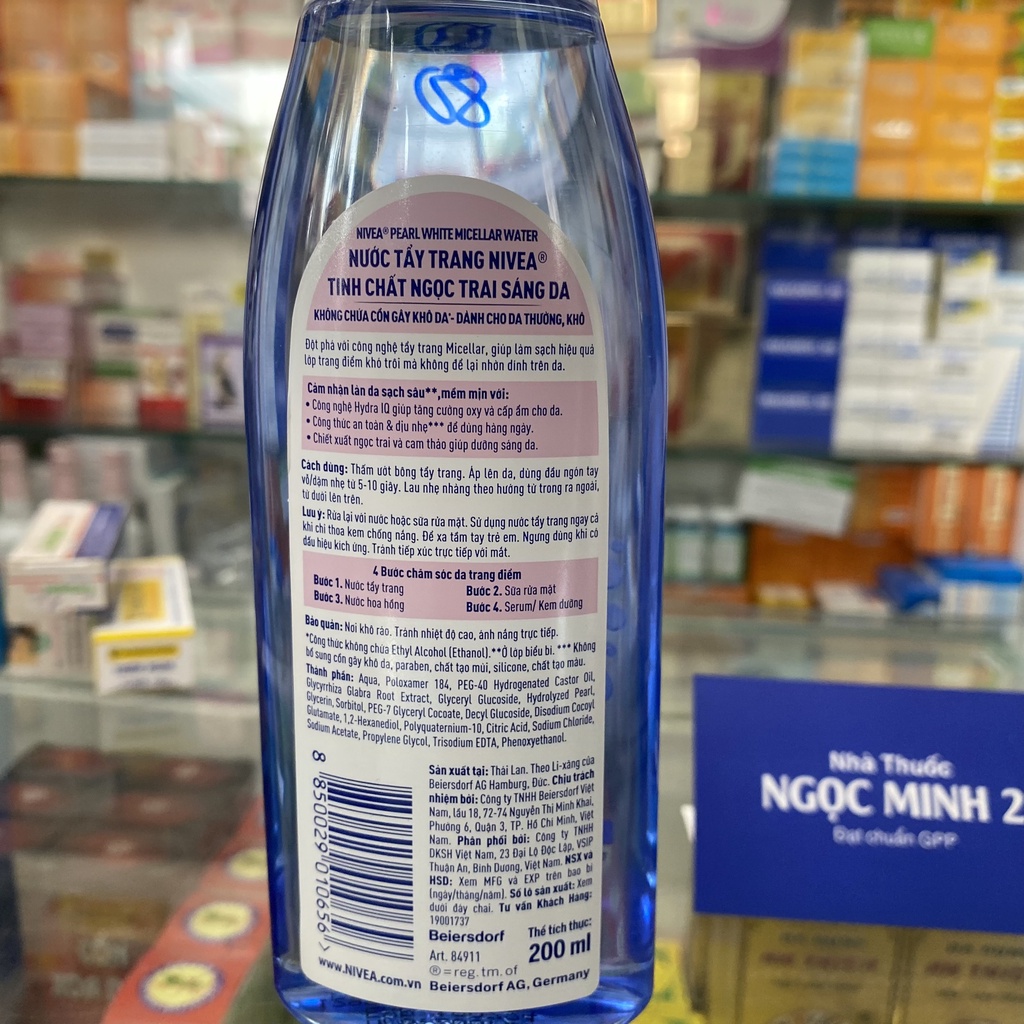 80
NIVEA® PEARL WHITE MICELLAR WATER
NƯỚC TẨY TRANG NIVEA®
TINH CHẤT NGỌC TRAI SÁNG DA
KHÔNG CHỨA CỒN GÂY KHÔ DA*- DÀNH CHO DA THƯỜNG, KHÔ
Đột phá với công nghệ tẩy trang Micellar, giúp làm sạch hiệu quả
lớp trang điểm khô trôi mà không để lại nhờn dính trên da.
Cảm nhận làn da sạch sâu**,mềm mịn với:
• Công nghệ Hydra IQ giúp tăng cường oxy và cấp ẩm cho da.
• Công thức an toàn & dịu nhẹ*** để dùng hàng ngày.
• Chiết xuất ngọc trai và cam thảo giúp dưỡng sáng da.
Cách dùng: Thấm ướt bông tẩy trang. Áp lên da, dùng đầu ngón tay
vỗ/dặm nhẹ từ 5-10 giây. Lau nhẹ nhàng theo hướng từ trong ra ngoài,
từ dưới lên trên.
Lưu ý: Rửa lại với nước hoặc sữa rửa mặt. Sử dụng nước tẩy trang ngay cả
khi chỉ thoa kem chống nắng. Để xa tầm tay trẻ em. Ngưng dùng khi có
dấu hiệu kích ứng. Tránh tiếp xúc trực tiếp với mắt.
4 Bước chăm sóc da trang điểm
Bước 1. Nước tẩy trang Bước 2. Sữa rửa mặt
Bước 3. Nước hoa hồng Bước 4. Serum/ Kem dưỡng
Bảo quản: Nơi khô ráo. Tránh nhiệt độ cao, ánh nắng trực tiếp.
*Công thức không chứa Ethyl Alcohol (Ethanol).**Ở lớp biểu bì. *** Không
bổ sung cồn gây khô da, paraben, chất tạo mùi, silicone, chất tạo màu.
Thành phần: Aqua, Poloxamer 184, PEG-40 Hydrogenated Castor Oil,
Glycyrrhiza Glabra Root Extract, Glyceryl Glucoside, Hydrolyzed Pearl,
Glycerin, Sorbitol, PEG-7 Glyceryl Cocoate, Decyl Glucoside, Disodium Cocoyl
Glutamate, 1,2-Hexanediol, Polyquaternium-10, Citric Acid, Sodium Chloride,
Sodium Acetate, Propylene Glycol, Trisodium EDTA, Phenoxyethanol.
Sản xuất tại: Thái Lan. Theo Li-xăng của
Beiersdorf AG Hamburg, Đức. Chịu trách
nhiệm bởi: Công ty TNHH Beiersdorf Việt
Nam, lầu 18, 72-74 Nguyễn Thị Minh Khai,
Phường 6, Quận 3, TP. Hồ Chí Minh, Việt
Nam. Phân phối bởi: Công ty TNHH
DKSH Việt Nam, 23 Đại Lộ Độc Lập, VSIP
Thuận An, Bình Dương, Việt Nam. NSX và
HSD: Xem MFG và EXP trên bao bì
(ngày/tháng/năm). Số lô sản xuất: Xem
dưới đáy chai. Tư vấn Khách Hàng:
19001737
8 850029 010656 >
Beiersdorf
Art. 84911
Thể tích thực:
200 ml
www.NIVEA.com.vn
®=reg. tm. of
Beiersdorf AG, Germany
Nhà Thuốc
NGỌC MINH 2
Đạt chuẩn GPP